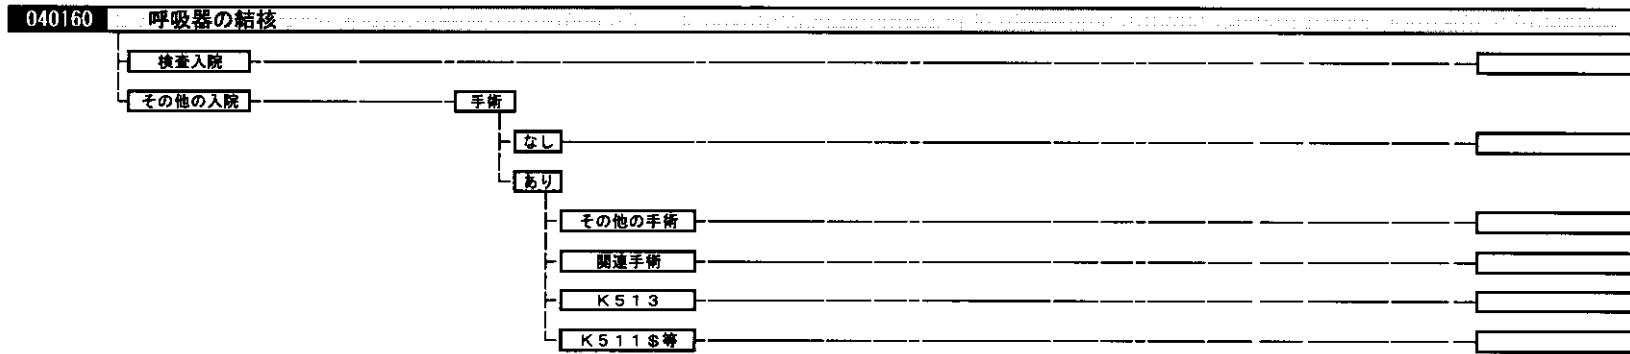 040160 呼吸器の結核
検査入院
その他の入院 手術
なし
あり
その他の手術
関連手術
K513
K511$等